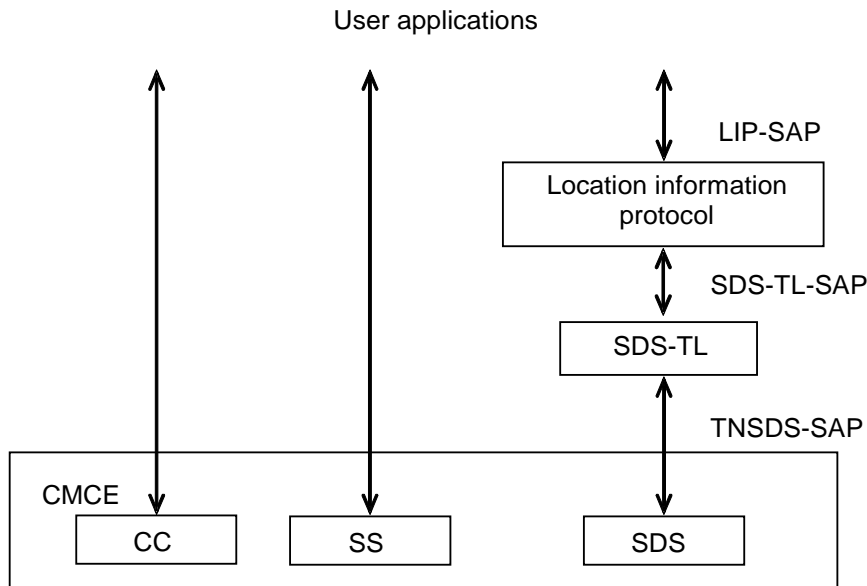 User applications
LIP-SAP
Location information
protocol
SDS-TL-SAP
SDS-TL
TNSDS-SAP
CMCE
CC
SS
SDS